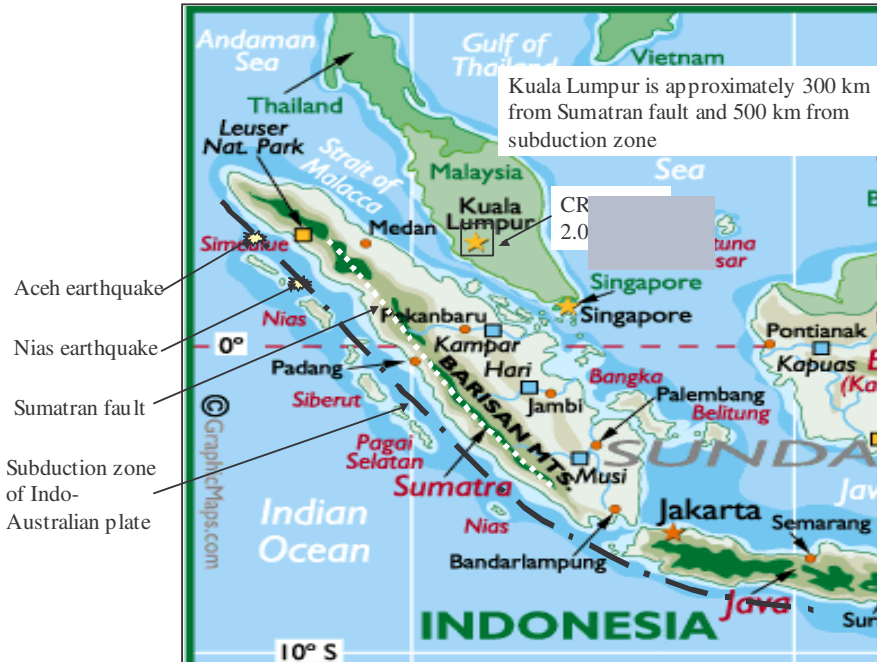 Andaman
Sea
Gulf of
Thailand
Vietnam
Kuala Lumpur is approximately 300 km
from Sumatran fault and 500 km from
subduction zone
Thailand
Leuser
Nat. Park
Strait of
Malacca
Malaysia
Sea
Kuala
Lumpur
CR
2.0
Medan
Simeulue
Singapore
Singapore
Aceh earthquake
Nias earthquake
Sumatran fault
Subduction zone
of Indo-
Australian plate
Nias
0°
Pekanbaru
Kampar
Hari
Padang
Siberut
Jambi
Bangka
Palembang
Belitung
Pontianak
Kapuas
(Ka
BARISAN MTS.
Pagai
Selatan
Sumatra
Musi
SUNDA
Nias
Indian
Ocean
Jakarta
Semarang
Bandarlampung
Java
INDONESIA
10° S
© GraphicMaps.com